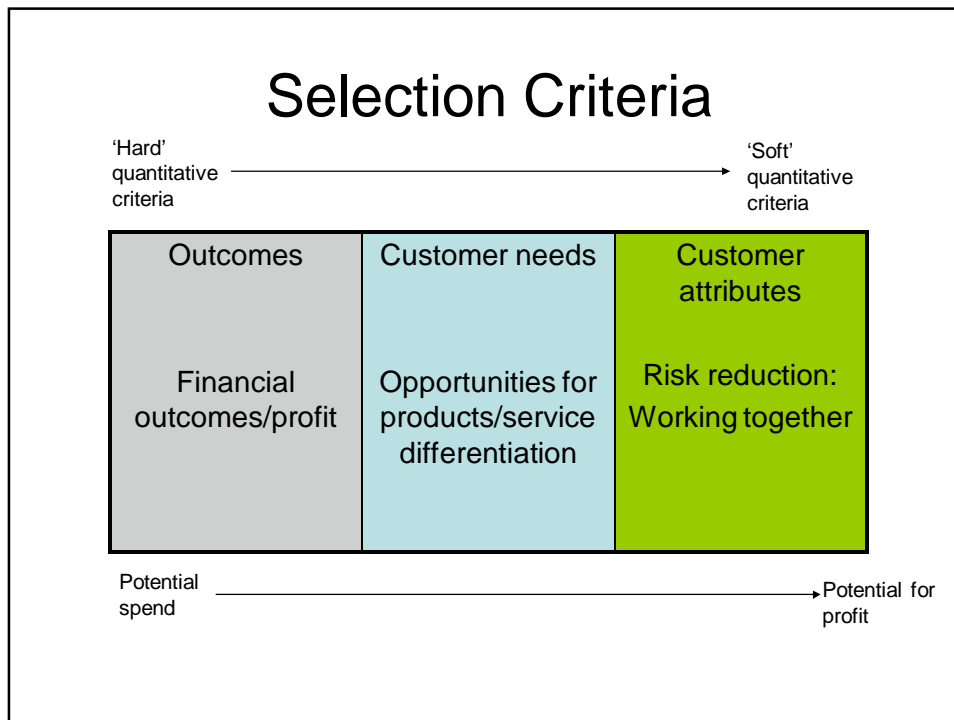 Selection Criteria
‘Hard’
quantitative
criteria
‘Soft’
quantitative
criteria
Outcomes
Financial
outcomes/profit
Customer needs
Opportunities for
products/service
differentiation
Customer
attributes
Risk reduction:
Working together
Potential
spend
Potential for
profit